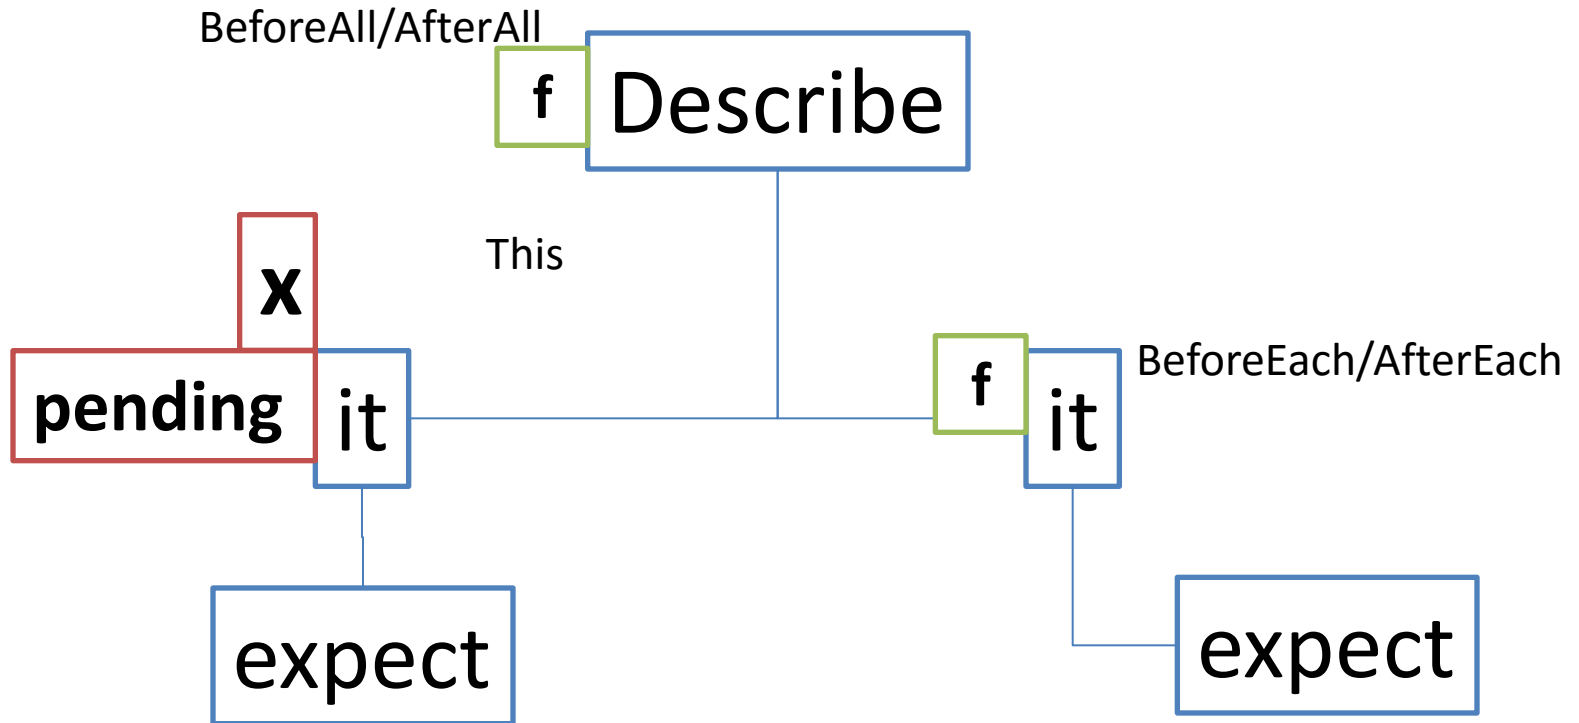 BeforeAll/AfterAll
f
Describe
This
x
pending
it
f
it
BeforeEach/AfterEach
expect
expect